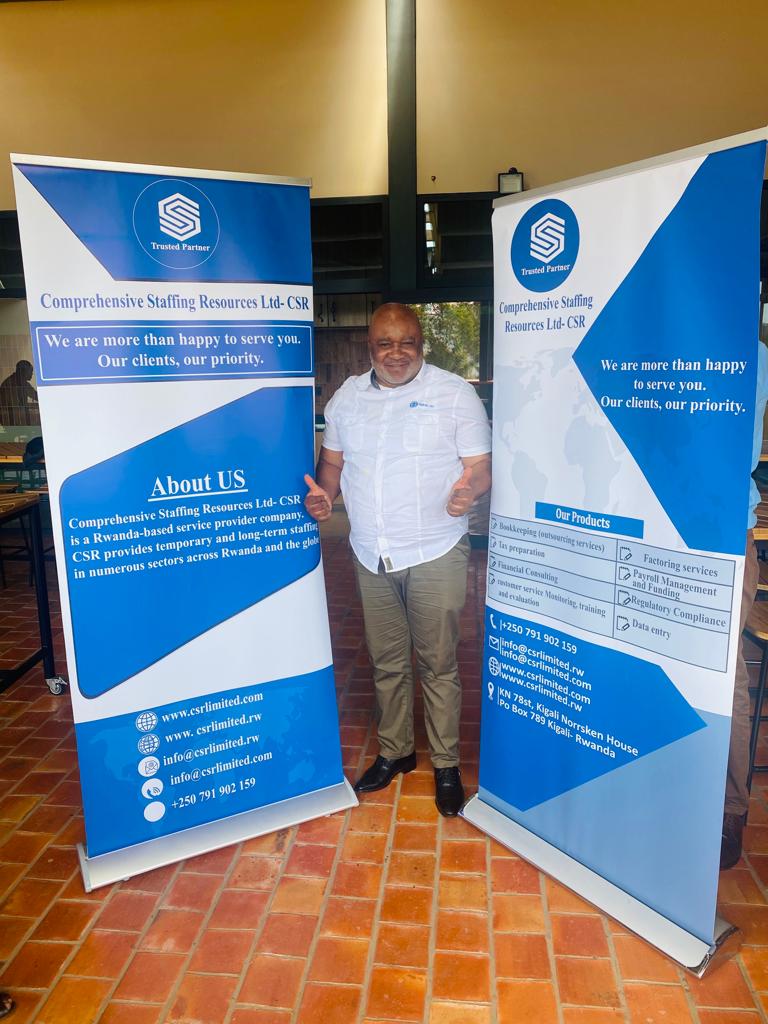 Trusted Partner
Comprehensive Staffing Resources Ltd- CSR
We are more than happy to serve you.
Our clients, our priority.
About US
Comprehensive Staffing Resources Ltd- CSR
is a Rwanda-based service provider company.
CSR provides temporary and long-term staffing
in numerous sectors across Rwanda and the globe
www.csrlimited.com
www. csrlimited.rw
info@csrlimited.rw
info@csrlimited.com
+250 791 902 159
Trusted Partner
Comprehensive Staffing
Resources Ltd- CSR
We are more than happy
to serve you.
Our clients, our priority.
Our Products
Bookkeeping (outsourcing services)
Tax preparation
Financial Consulting
customer service Monitoring, training
and evaluation
Factoring services
Payroll Management
and Funding
Regulatory Compliance
Data entry
+250 791 902 159
info@csrlimited.rw
info@csrlimited.com
www.csrlimited.com
www.csrlimited.rw
KN 78st, Kigali Norrsken House
Po Box 789 Kigali- Rwanda